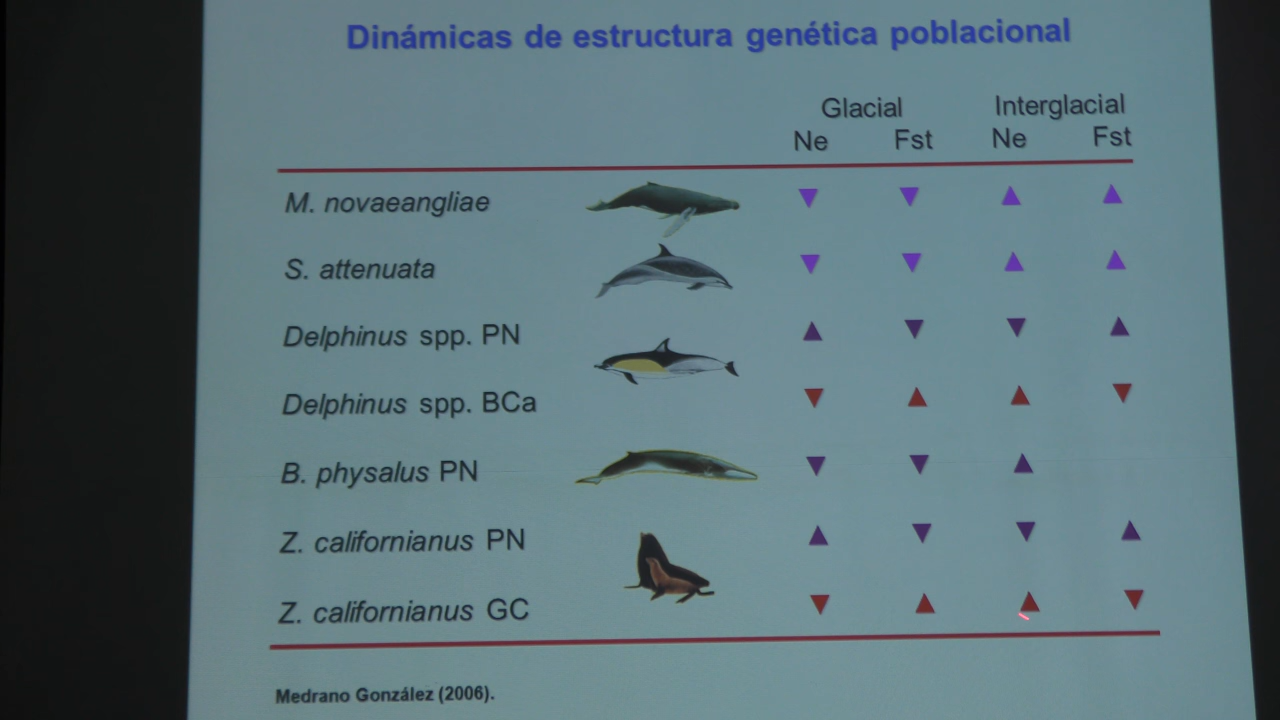 Dinámicas de estructura genética poblacional
Glacial Interglacial
Ne Fst Ne Fst
M. novaeangliae ▼ ▼ ▲ ▲
S. attenuata ▼ ▼ ▲ ▲
Delphinus spp. PN ▲ ▼ ▼ ▲
Delphinus spp. BCa ▼ ▲ ▲ ▼
B. physalus PN ▼ ▼ ▲
Z. californianus PN ▲ ▼ ▼ ▲
Z. californianus GC ▼ ▲ ▲ ▼
Medrano González (2006).